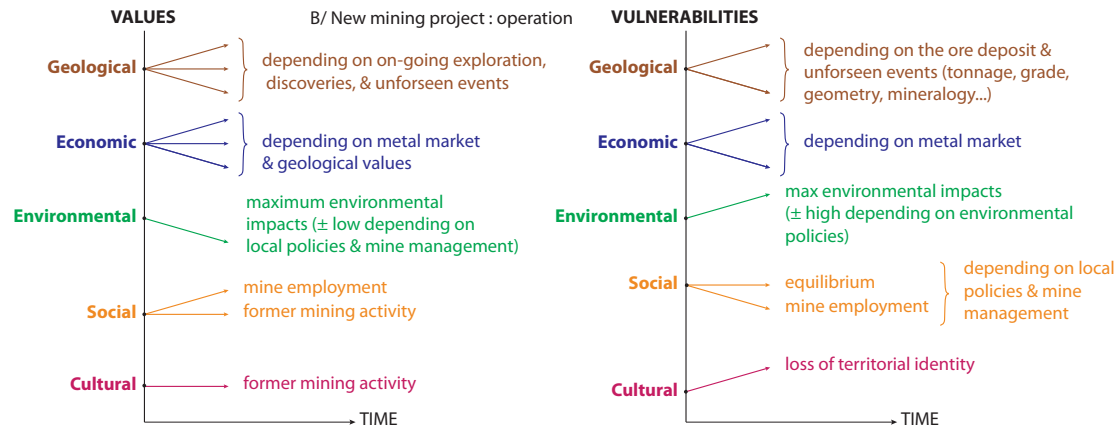 VALUES
B/ New mining project : operation
Geological
depending on on-going exploration,
discoveries, & unforseen events
Economic
depending on metal market
& geological values
Environmental
maximum environmental
impacts (± low depending on
local policies & mine management)
Social
mine employment
former mining activity
Cultural
former mining activity
TIME
VULNERABILITIES
Geological
depending on the ore deposit &
unforseen events (tonnage, grade,
geometry, mineralogy...)
Economic
depending on metal market
Environmental
max environmental impacts
(± high depending on environmental
policies)
Social
equilibrium
mine employment
depending on local
policies & mine
management
Cultural
loss of territorial identity
TIME